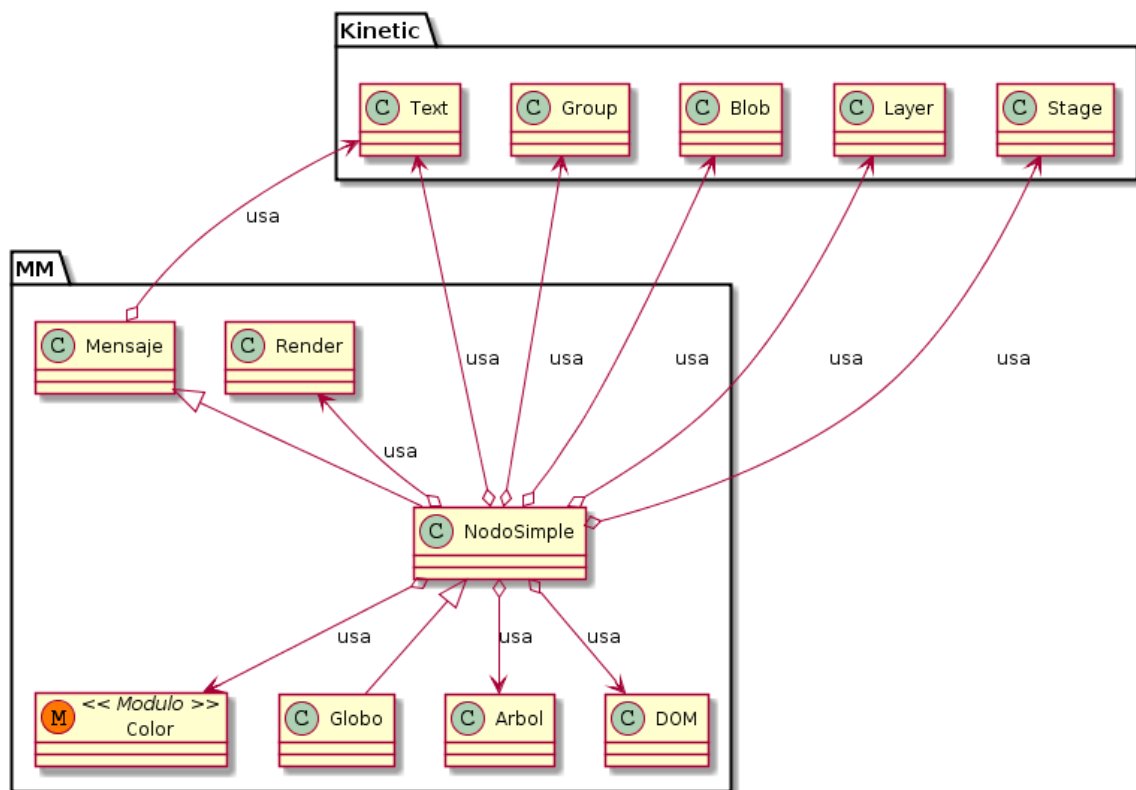 Kinetic
C Text
C Group
C Blob
C Layer
C Stage
usa
MM
C Mensaje
C Render
usa
usa
usa
usa
usa
usa
C NodoSimple
usa
usa
usa
M << Modulo >>
Color
C Globo
C Arbol
C DOM